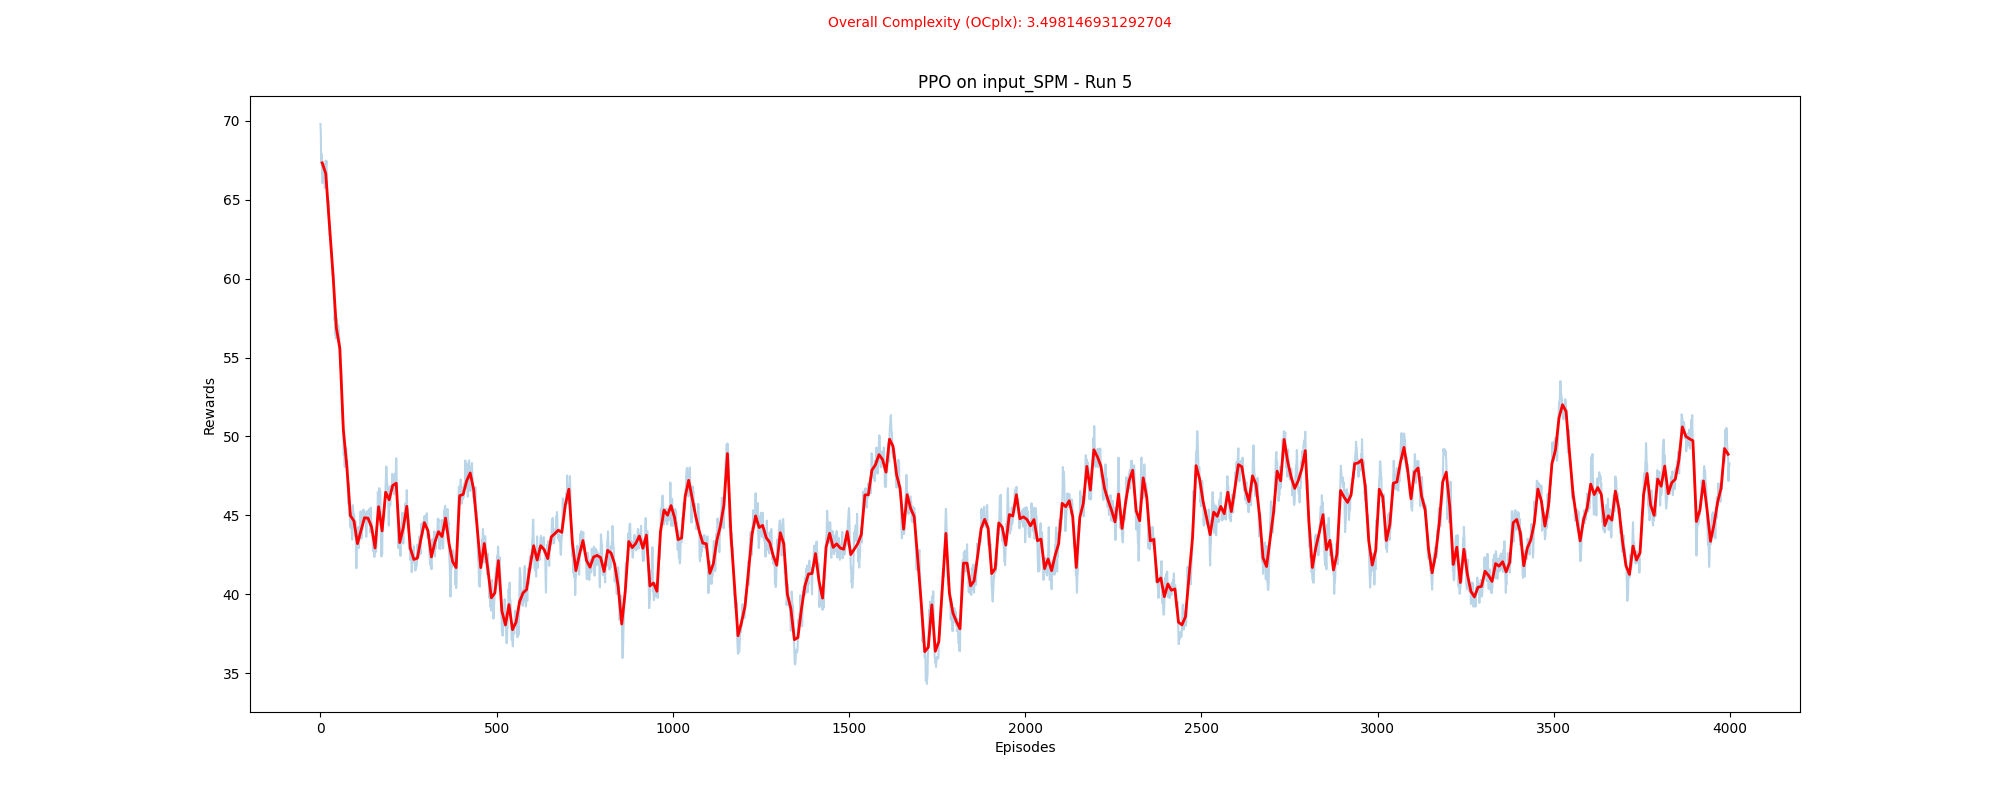 Overall Complexity (OCplx): 3.498146931292704
PPO on input_SPM - Run 5
70
65
60
55
50
45
40
35
Rewards
0 500 1000 1500 2000 2500 3000 3500 4000
Episodes